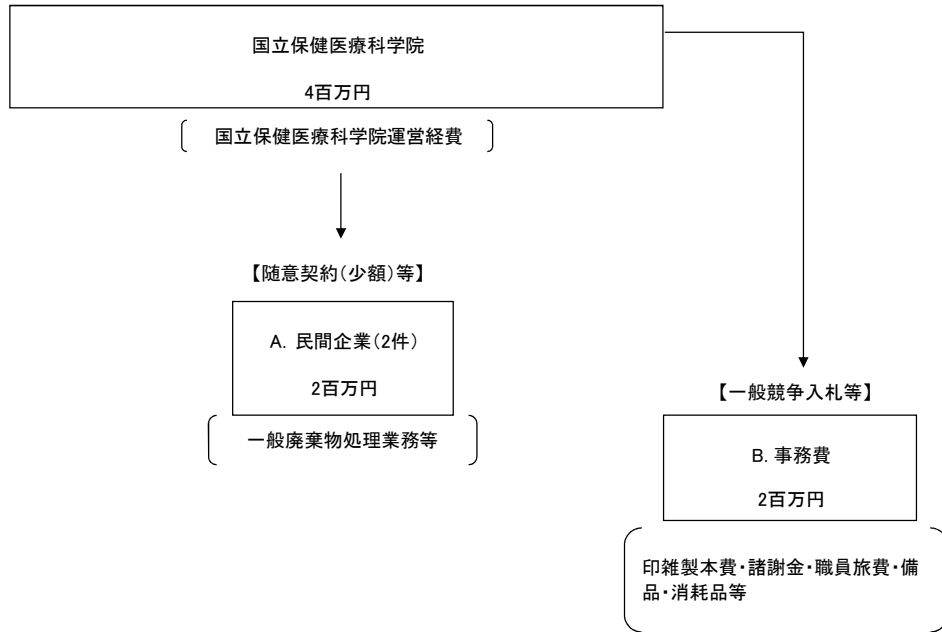 国立保健医療科学院
4百万円
国立保健医療科学院運営経費
【随意契約(少額)等】
A. 民間企業(2件)
2百万円
一般廃棄物処理業務等
【一般競争入札等】
B. 事務費
2百万円
印雑製本費・諸謝金・職員旅費・備
品・消耗品等